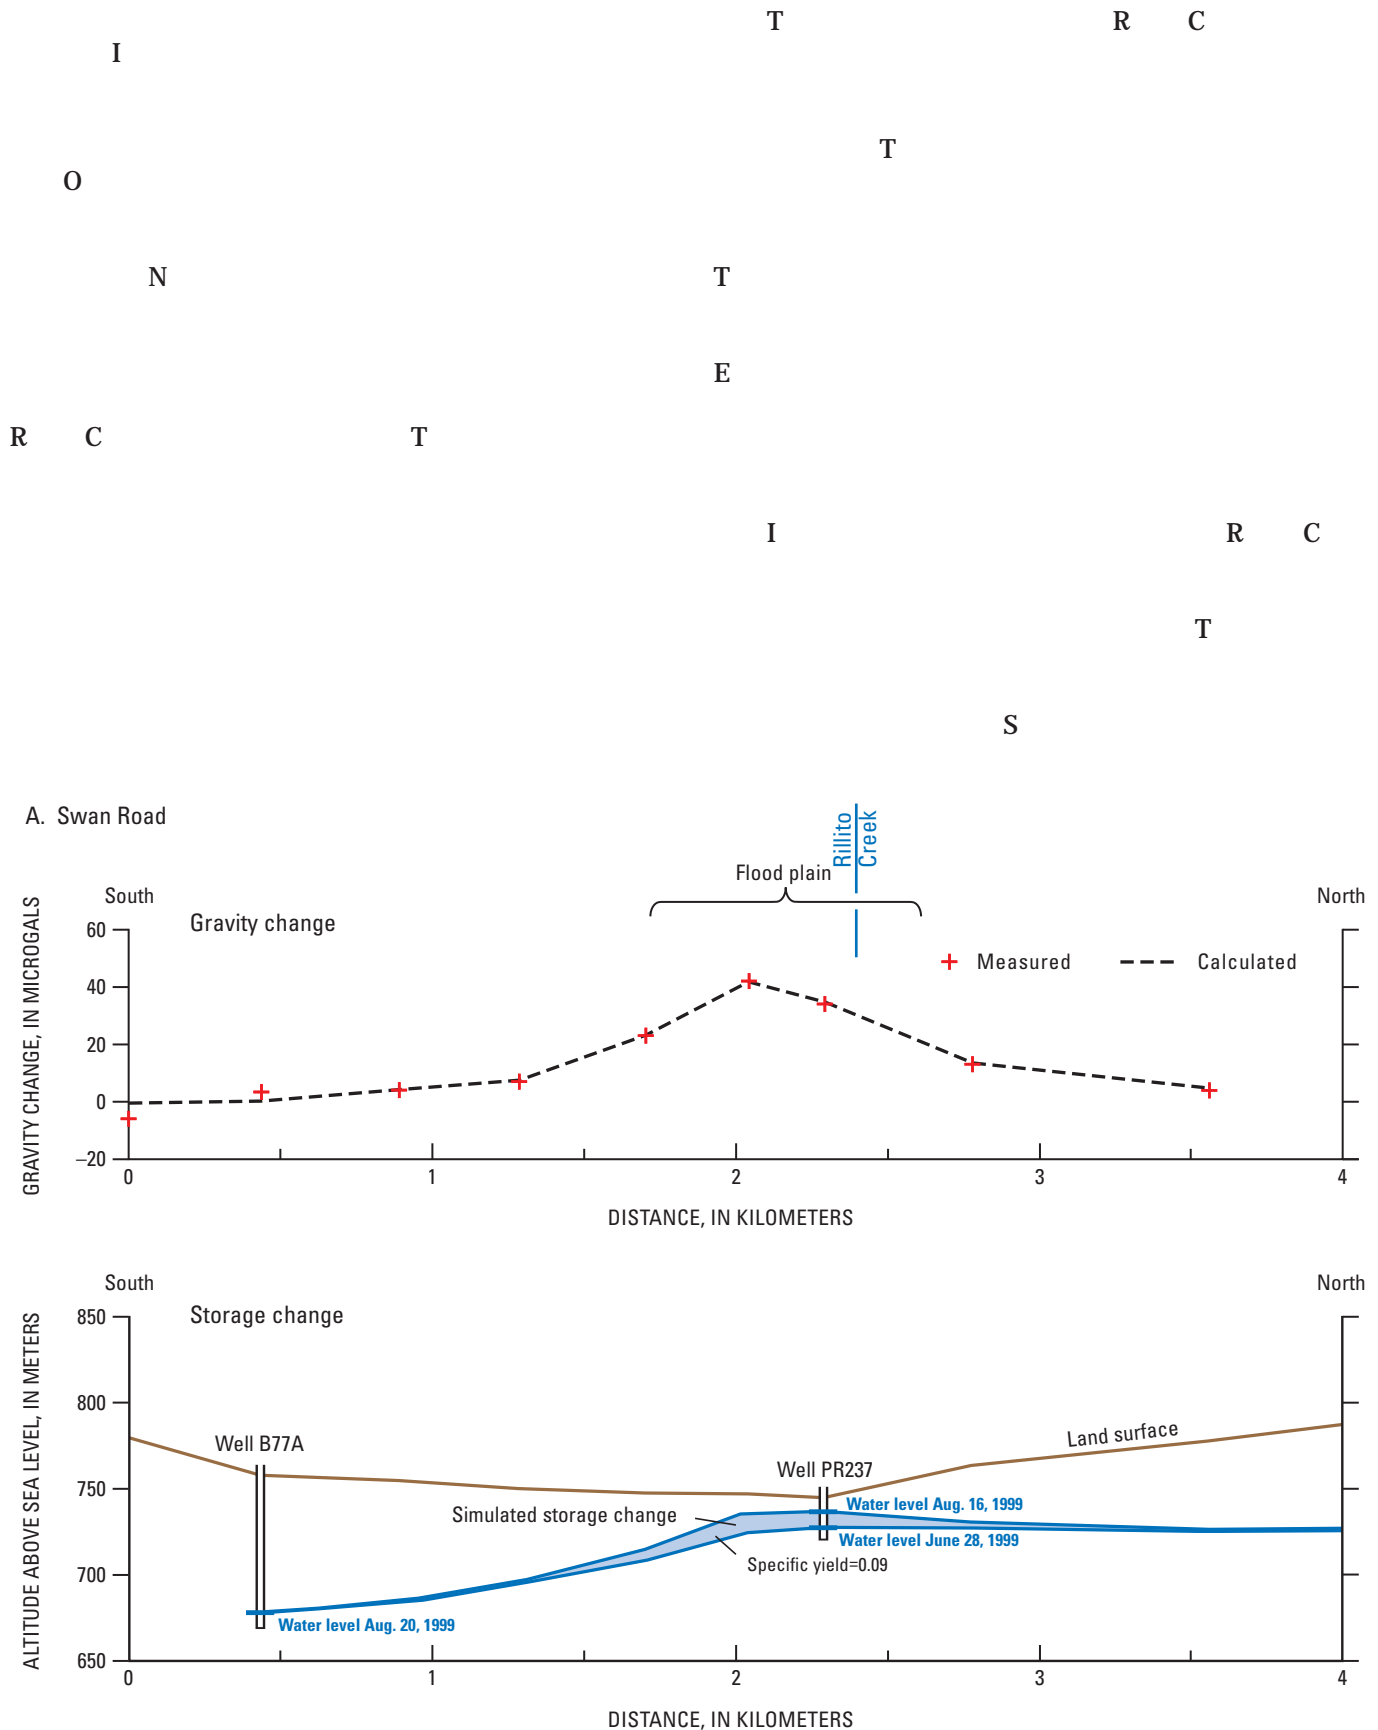 T R C
I
T
O
N T
E
R C T
I R C
T
S
A. Swan Road
Rillito
Creek
Flood plain
South
North
Gravity change
Measured
Calculated
GRAVITY CHANGE, IN MICROGALS
60
40
20
0
–20
0 1 2 3 4
DISTANCE, IN KILOMETERS
South
North
Storage change
ALTITUDE ABOVE SEA LEVEL, IN METERS
850
800
750
700
650
Well B77A
Land surface
Well PR237
Water level Aug. 16, 1999
Simulated storage change
Water level June 28, 1999
Specific yield=0.09
Water level Aug. 20, 1999
0 1 2 3 4
DISTANCE, IN KILOMETERS